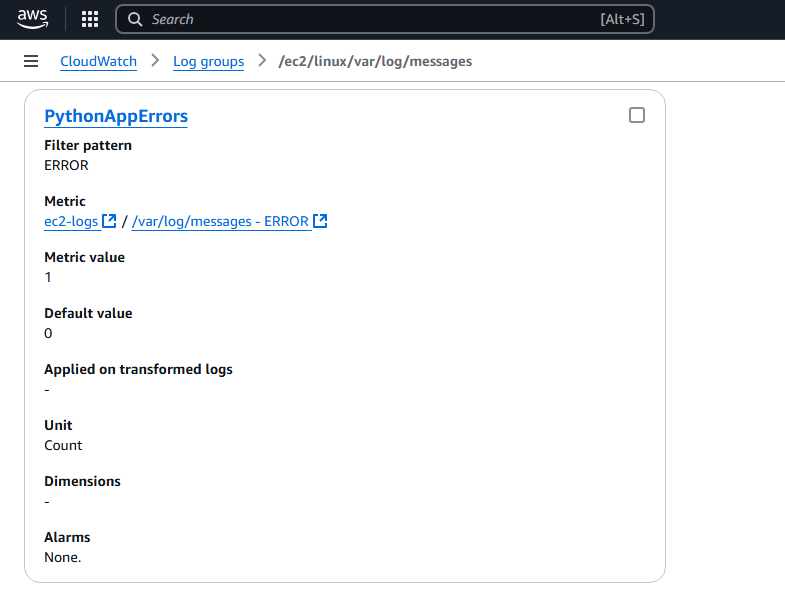 aws Search [Alt+S]
CloudWatch > Log groups > /ec2/linux/var/log/messages
PythonAppErrors
Filter pattern
ERROR
Metric
ec2-logs / /var/log/messages - ERROR
Metric value
1
Default value
0
Applied on transformed logs
-
Unit
Count
Dimensions
-
Alarms
None.